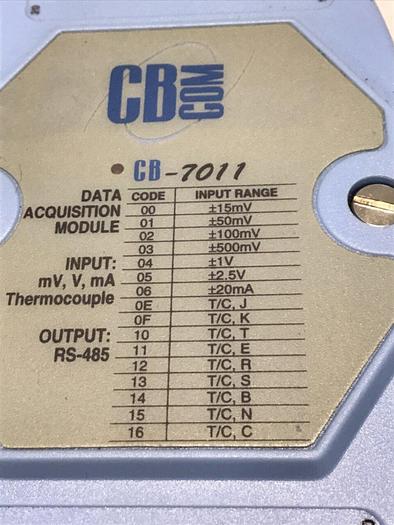 CB COM
CB-7011
DATA ACQUISITION MODULE
INPUT:
mV, V, mA
Thermocouple
OUTPUT:
RS-485
CODE INPUT RANGE
00 ±15mV
01 ±50mV
02 ±100mV
03 ±500mV
04 ±1V
05 ±2.5V
06 ±20mA
0E T/C, J
0F T/C, K
10 T/C, T
11 T/C, E
12 T/C, R
13 T/C, S
14 T/C, B
15 T/C, N
16 T/C, C